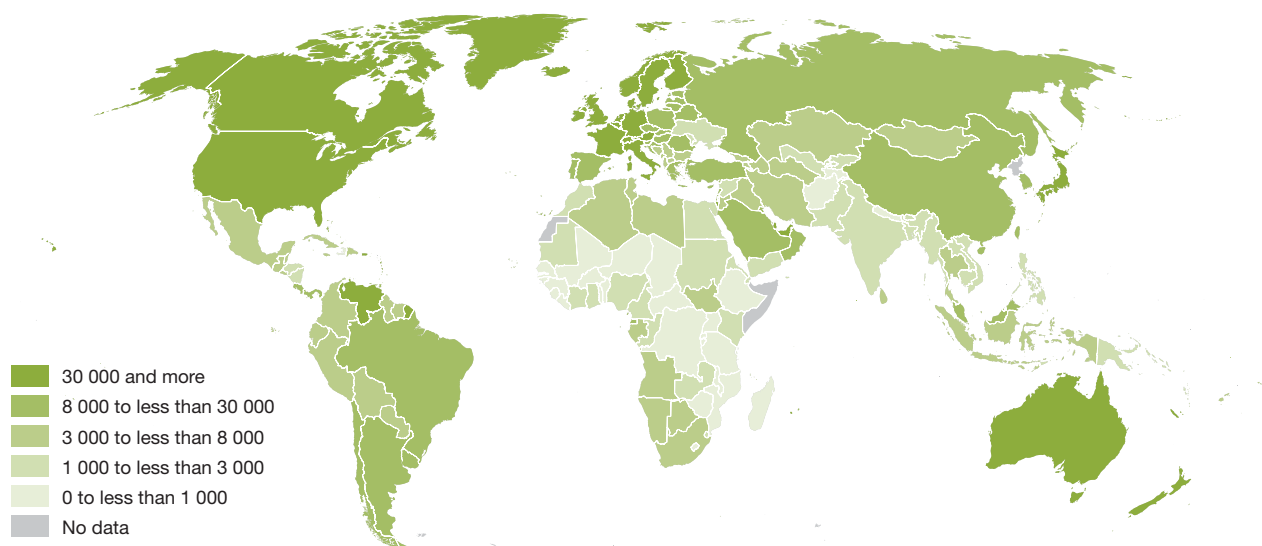 30 000 and more
8 000 to less than 30 000
3 000 to less than 8 000
1 000 to less than 3 000
0 to less than 1 000
No data